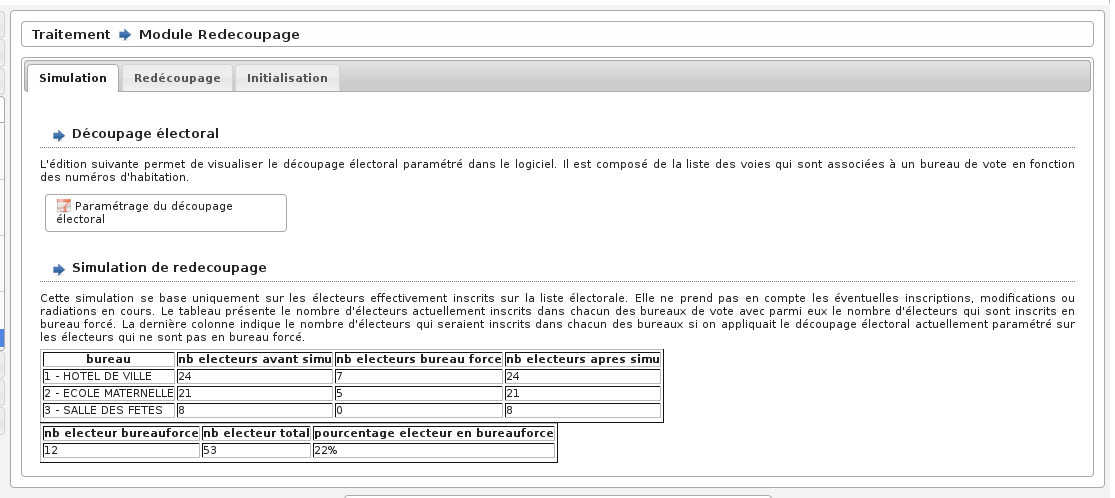 Traitement Module Redecoupage
Simulation Redécoupage Initialisation
Découpage électoral
L'édition suivante permet de visualiser le découpage électoral paramétré dans le logiciel. Il est composé de la liste des voies qui sont associées à un bureau de vote en fonction
des numéros d'habitation.
Paramétrage du découpage
électoral
Simulation de redecoupage
Cette simulation se base uniquement sur les électeurs effectivement inscrits sur la liste électorale. Elle ne prend pas en compte les éventuelles inscriptions, modifications ou
radiations en cours. Le tableau présente le nombre d'électeurs actuellement inscrits dans chacun des bureaux de vote avec parmi eux le nombre d'électeurs qui sont inscrits en
bureau forcé. La dernière colonne indique le nombre d'électeurs qui seraient inscrits dans chacun des bureaux si on appliquait le découpage électoral actuellement paramétré sur
les électeurs qui ne sont pas en bureau forcé.
bureau nb electeurs avant simu nb electeurs bureau force nb electeurs apres simu
1 - HOTEL DE VILLE 24 7 24
2 - ECOLE MATERNELLE 21 5 21
3 - SALLE DES FETES 8 0 8
nb electeur bureauforce nb electeur total pourcentage electeur en bureauforce
12 53 22%